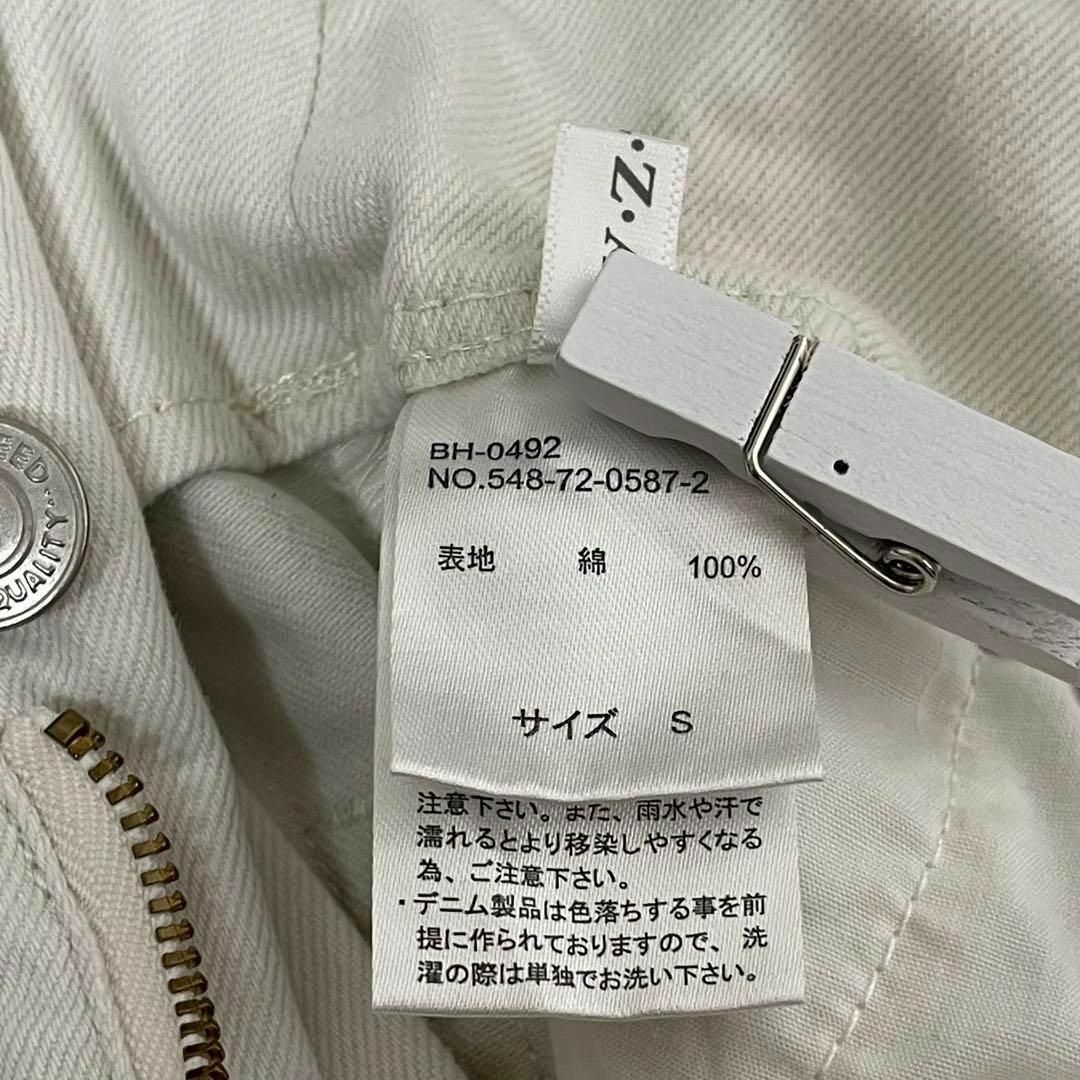 Z
BH-0492
NO.548-72-0587-2
表地 綿 100%
サイズ S
注意下さい。また、雨水や汗で
濡れるとより移染しやすくなる
為、ご注意下さい。
・デニム製品は色落ちする事を前
提に作られておりますので、洗
濯の際は単独でお洗い下さい。
QUALITY